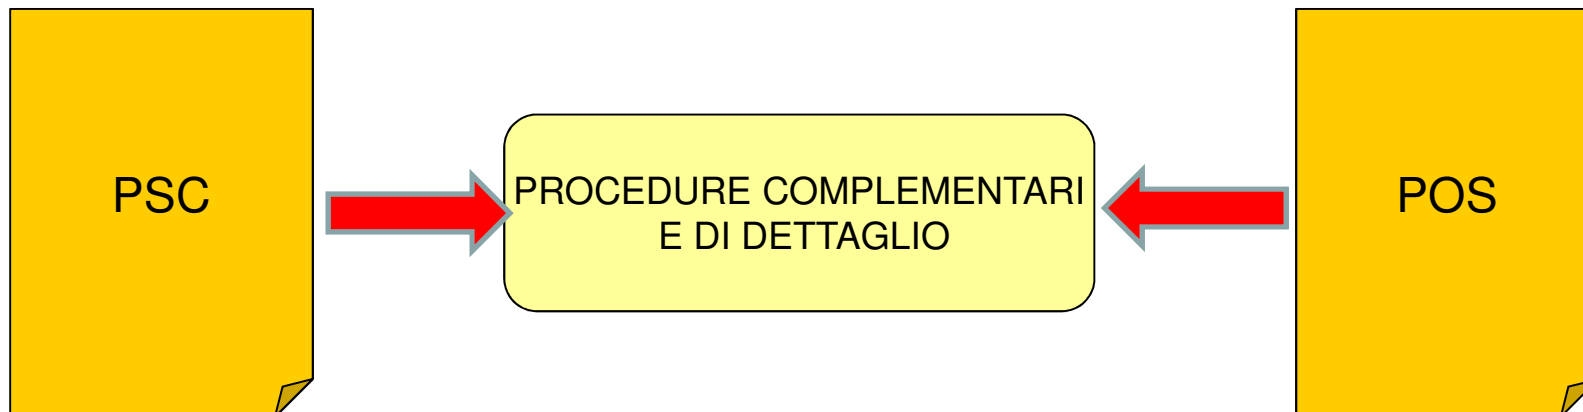 PSC
PROCEDURE COMPLEMENTARI
E DI DETTAGLIO
POS